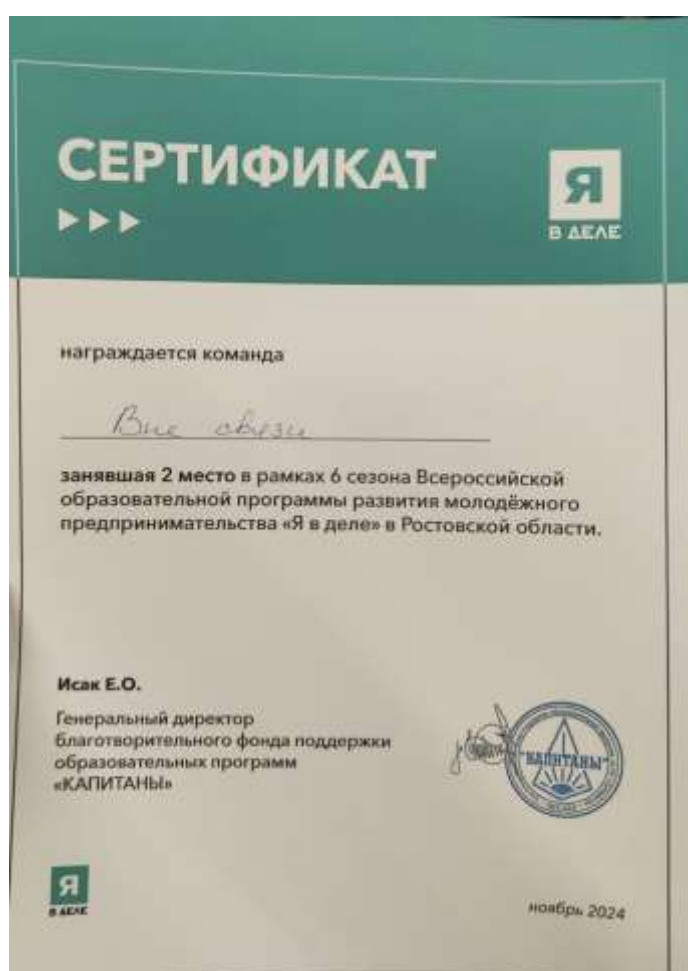 СЕРТИФИКАТ
Я
В ДЕЛЕ
награждается команда
Вне связи
занявшая 2 место в рамках 6 сезона Всероссийской
образовательной программы развития молодёжного
предпринимательства «Я в деле» в Ростовской области.
Исак Е.О.
Генеральный директор
благотворительного фонда поддержки
образовательных программ
«КАПИТАНЫ»
"КАПИТАНЫ"
Я
В ДЕЛЕ
ноябрь 2024